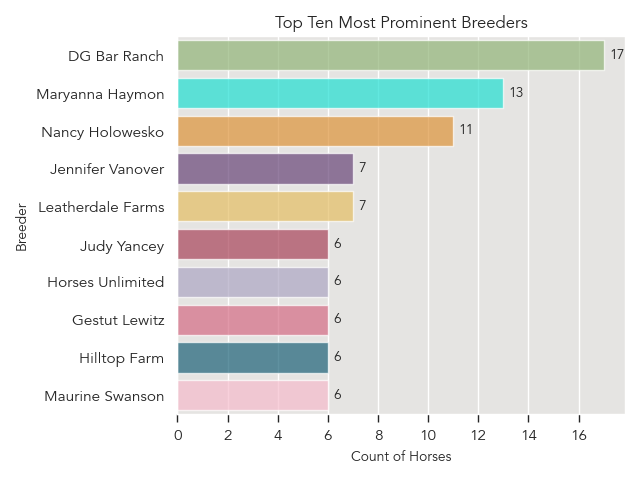 Top Ten Most Prominent Breeders
Breeder
DG Bar Ranch 17
Maryanna Haymon 13
Nancy Holowesko 11
Jennifer Vanover 7
Leatherdale Farms 7
Judy Yancey 6
Horses Unlimited 6
Gestut Lewitz 6
Hilltop Farm 6
Maurine Swanson 6
0 2 4 6 8 10 12 14 16
Count of Horses